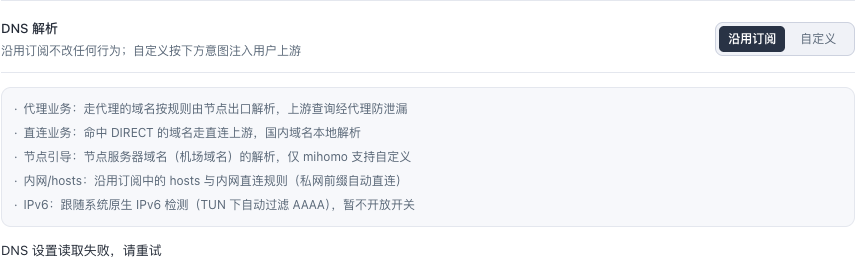 DNS 解析
沿用订阅不改任何行为；自定义按下方意图注入用户上游
沿用订阅
自定义
· 代理业务：走代理的域名按规则由节点出口解析，上游查询经代理防泄漏
· 直连业务：命中 DIRECT 的域名走直连上游，国内域名本地解析
· 节点引导：节点服务器域名（机场域名）的解析，仅 mihomo 支持自定义
· 内网/hosts：沿用订阅中的 hosts 与内网直连规则（私网前缀自动直连）
· IPv6：跟随系统原生 IPv6 检测（TUN 下自动过滤 AAAA），暂不开放开关
DNS 设置读取失败，请重试